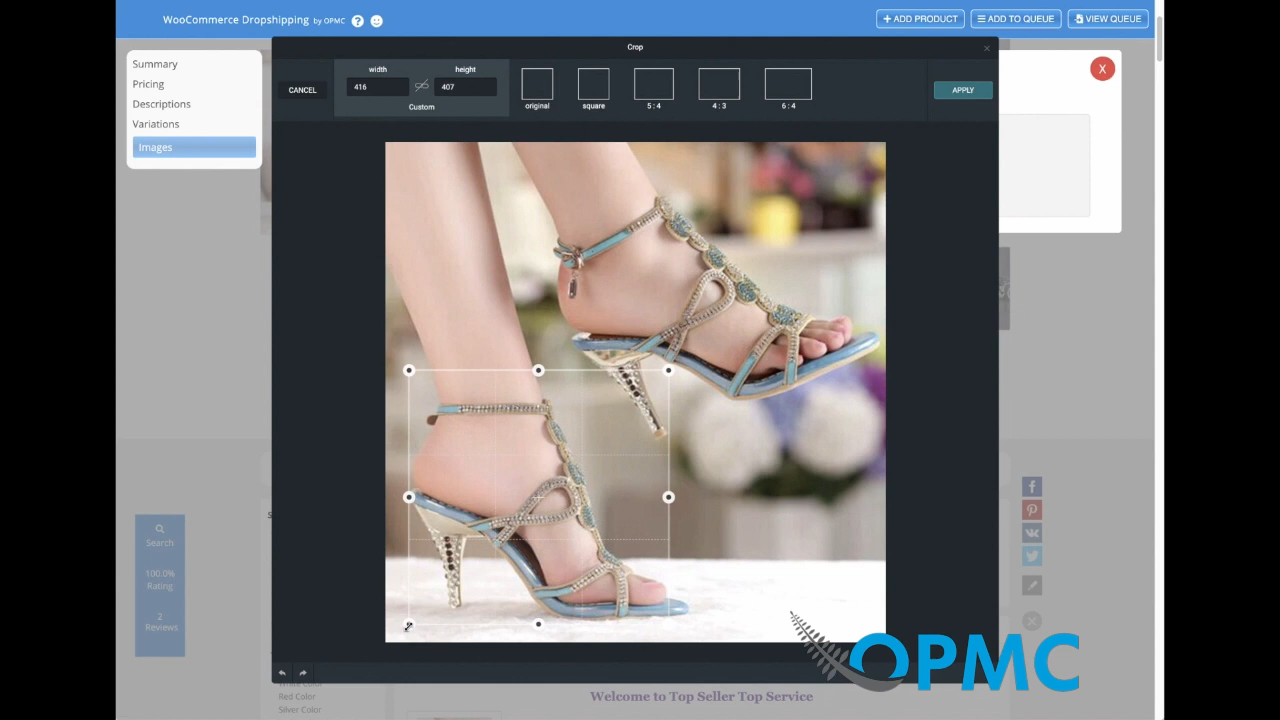 WooCommerce Dropshipping by OPMC
ADD PRODUCT
ADD TO QUEUE
VIEW QUEUE
Crop
Summary
Pricing
Descriptions
Variations
Images
X
CANCEL
width
height
416
407
Custom
original
square
5 : 4
4 : 3
6 : 4
APPLY
Search
100.0%
Rating
2
Reviews
Red Color
Silver Color
Welcome to Top Seller Top Service
OPMC